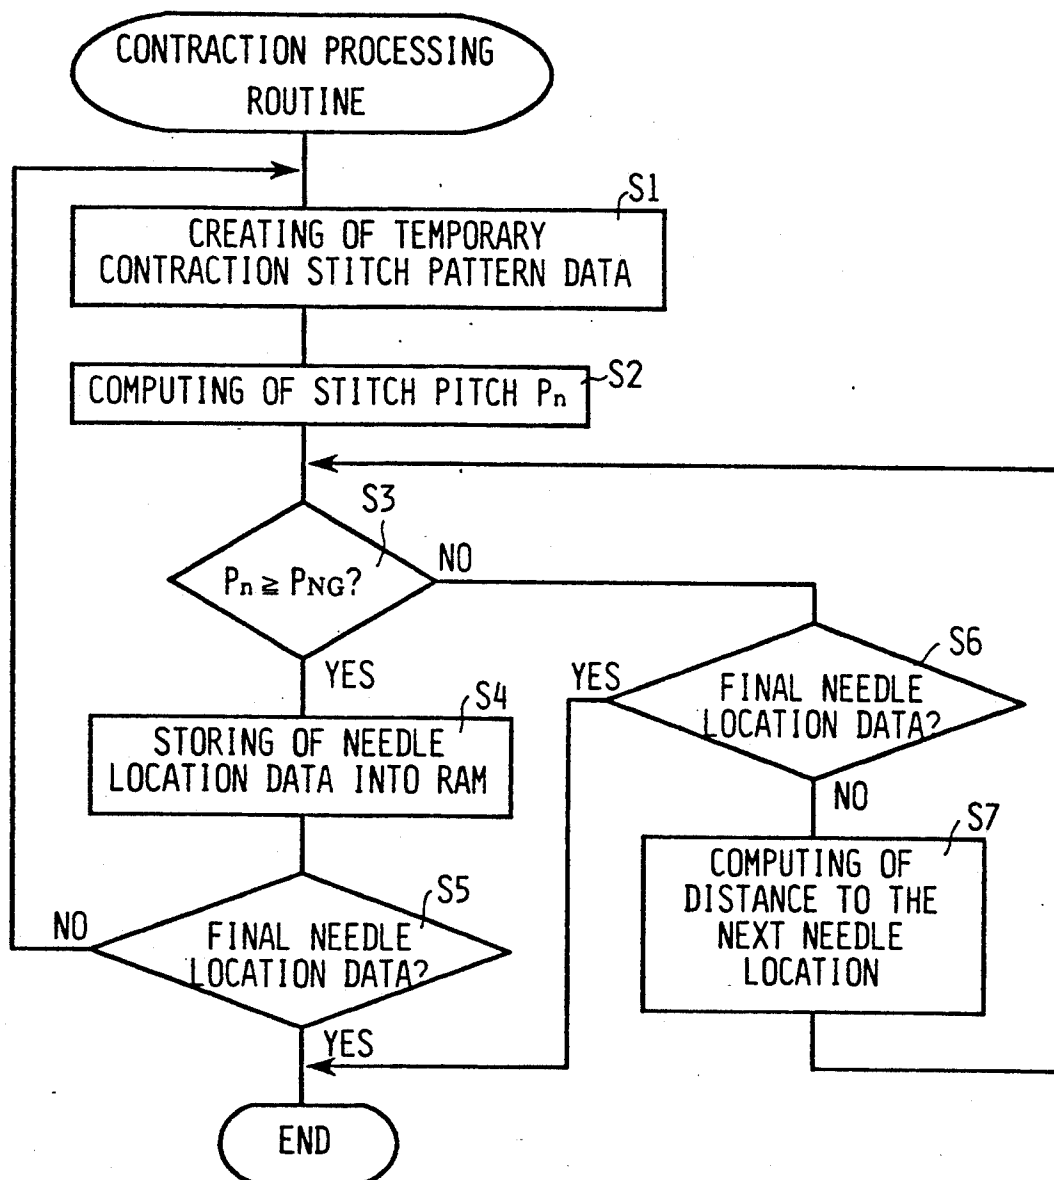 CONTRACTION PROCESSING
ROUTINE
S1
CREATING OF TEMPORARY
CONTRACTION STITCH PATTERN DATA
S2
COMPUTING OF STITCH PITCH Pn
S3
Pn ≧ PNG?
NO
YES
S4
STORING OF NEEDLE
LOCATION DATA INTO RAM
S5
NO
FINAL NEEDLE
LOCATION DATA?
YES
S6
YES
FINAL NEEDLE
LOCATION DATA?
NO
S7
COMPUTING OF
DISTANCE TO THE
NEXT NEEDLE
LOCATION
END